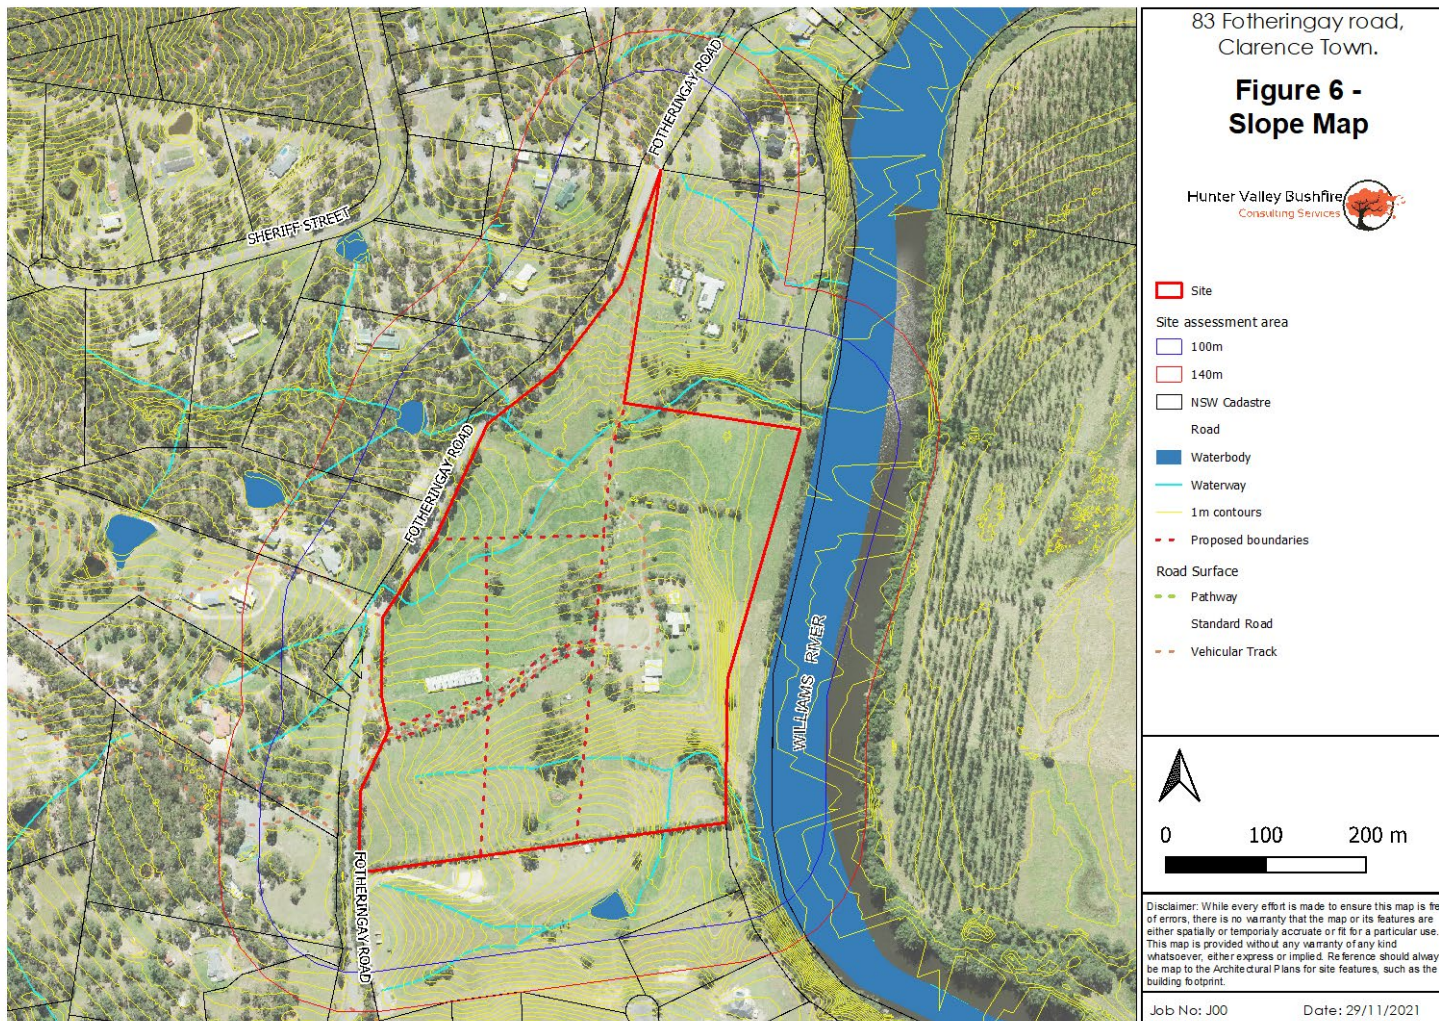 83 Fotheringay road,
Clarence Town.
Figure 6 -
Slope Map
Hunter Valley Bushfire
Consulting Services
Site
Site assessment area
100m
140m
NSW Cadastre
Road
Waterbody
Waterway
1m contours
Proposed boundaries
Road Surface
Pathway
Standard Road
Vehicular Track
0 100 200 m
Disclaimer: While every effort is made to ensure this map is fre
of errors, there is no warranty that the map or its features are
either spatially or temporialy accruate or fit for a particular use.
This map is provided without any warranty of any kind
whatsoever, either express or implied. Reference should alway
be map to the Architectural Plans for site features, such as the
building footprint.
Job No: J00 Date: 29/11/2021
FOTHERINGAY ROAD
SHERIFF STREET
FOTHERINGAY ROAD
WILLIAMS RIVER
FOTHERINGAY ROAD